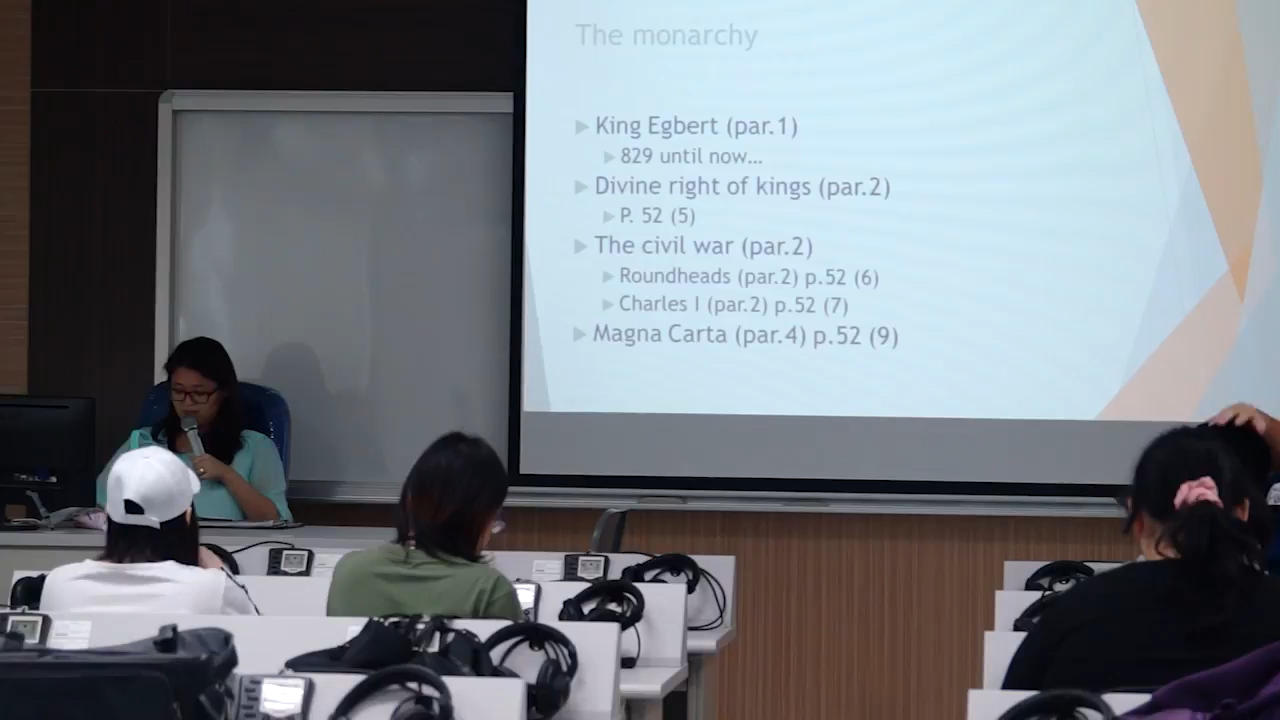 The monarchy
King Egbert (par.1)
829 until now…
Divine right of kings (par.2)
P. 52 (5)
The civil war (par.2)
Roundheads (par.2) p.52 (6)
Charles I (par.2) p.52 (7)
Magna Carta (par.4) p.52 (9)